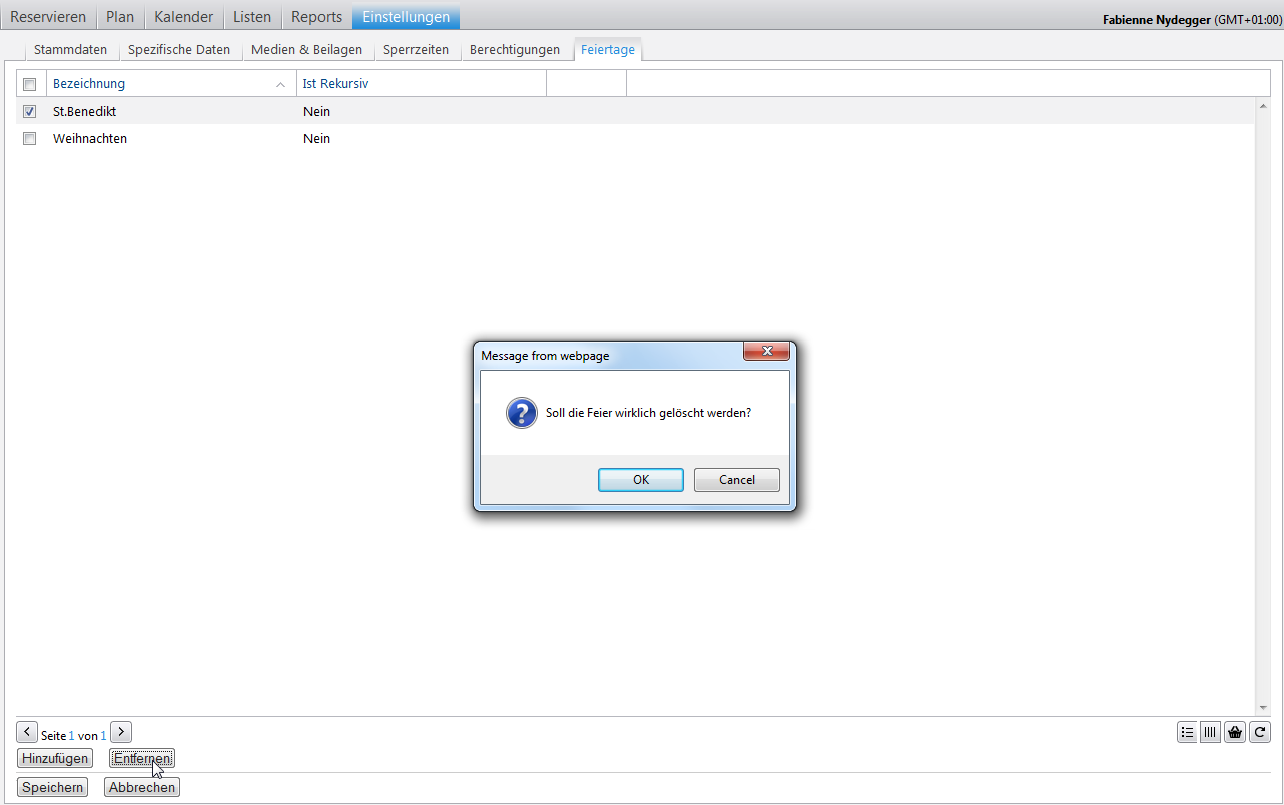 Reservieren Plan Kalender Listen Reports Einstellungen Fabienne Nydegger (GMT+01:00)
Stammdaten Spezifische Daten Medien & Beilagen Sperrzeiten Berechtigungen Feiertage
Bezeichnung Ist Rekursiv
St.Benedikt Nein
Weihnachten Nein
Message from webpage
Soll die Feier wirklich gelöscht werden?
OK Cancel
Seite 1 von 1
Hinzufügen Entfernen
Speichern Abbrechen